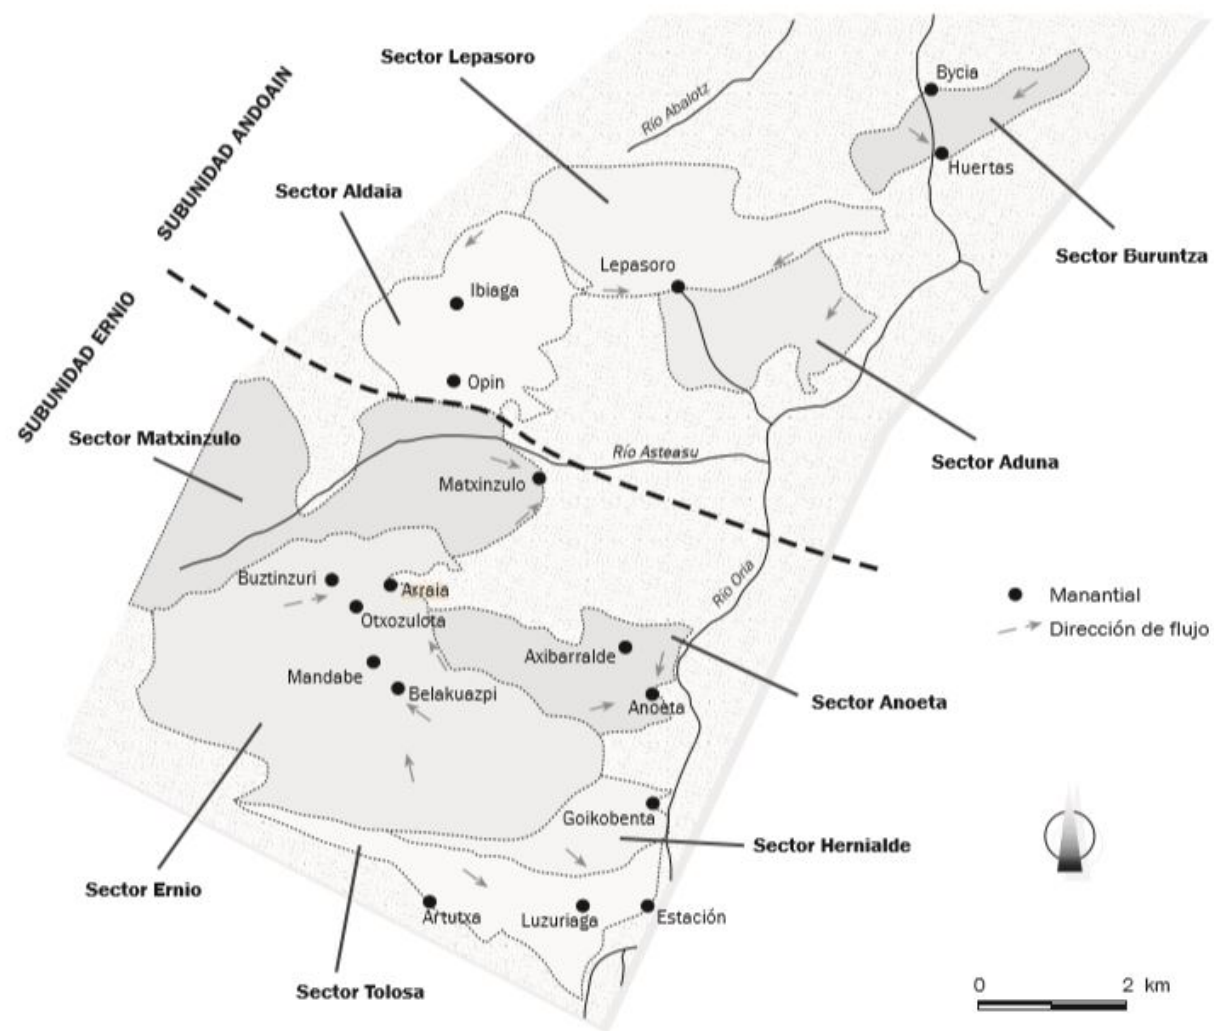 Sector Lepasoro
SUBUNIDAD ANDOAIN
Río Abalotz
Bycia
Huertas
Sector Aldaia
Sector Buruntza
Lepasoro
Ibiaga
SUBUNIDAD ERNIO
Opin
Sector Matxinzulo
Río Asteasu
Sector Aduna
Matxinzulo
Buztinzuri
Arraia
Otxozulota
Río Oria
Manantial
Dirección de flujo
Axibarralde
Mandabe
Belakuazpi
Anoeta
Sector Anoeta
Goikobenta
Sector Hernialde
Sector Ernio
Artutxa
Luzuriaga
Estación
Sector Tolosa
0 2 km